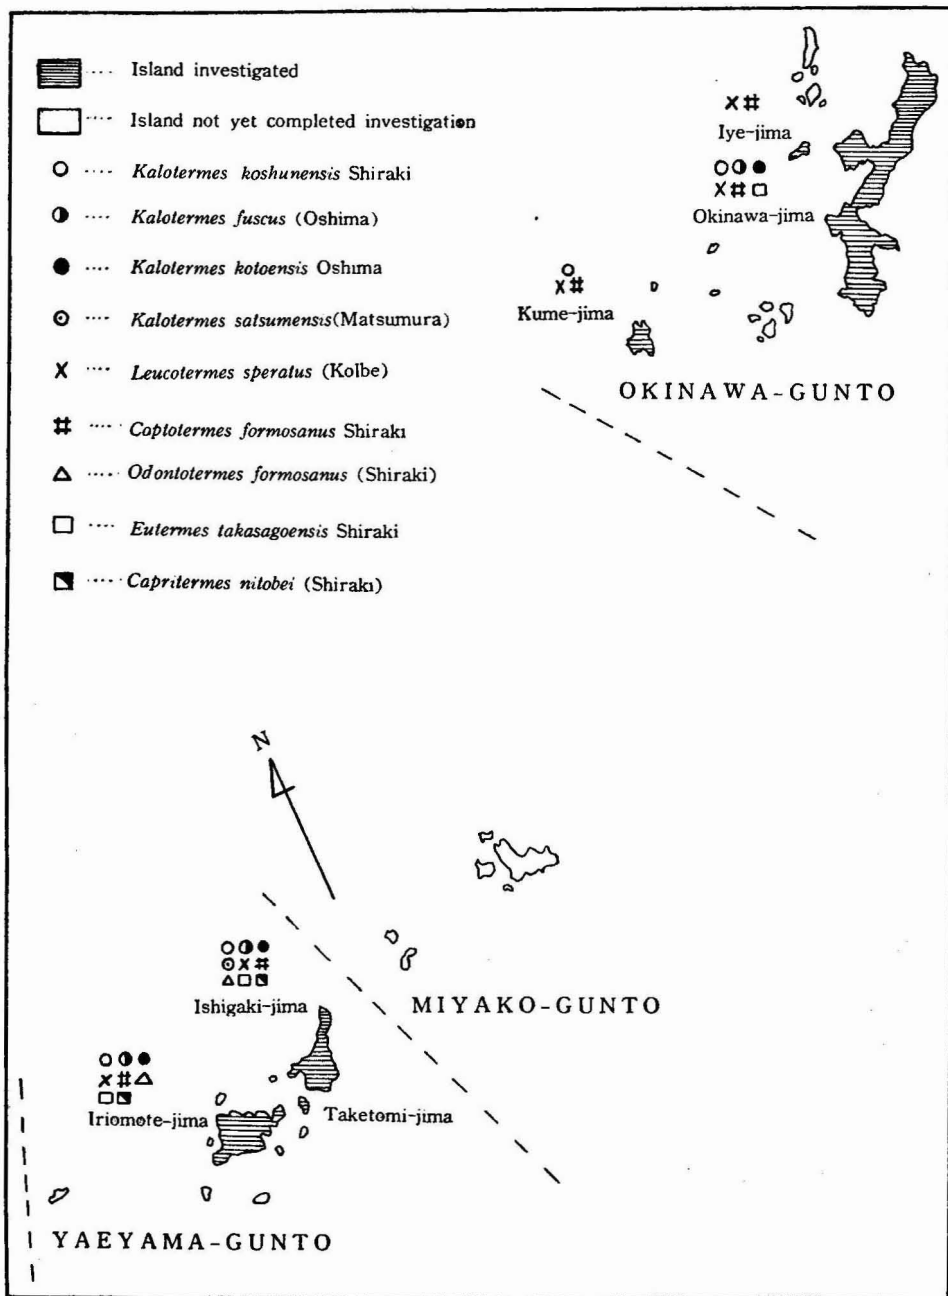 Island investigated
Island not yet completed investigation
Kalotermes koshunensis Shiraki
Kalotermes fuscus (Oshima)
Kalotermes kotoensis Oshima
Kalotermes satsumensis(Matsumura)
Leucotermes speratus (Kolbe)
Captotermes formosanus Shiraki
Odontotermes formosanus (Shiraki)
Eutermes takasagoensis Shiraki
Capritermes nitobei (Shiraki)
Iye-jima
Okinawa-jima
Kume-jima
OKINAWA-GUNTO
N
MIYAKO-GUNTO
Ishigaki-jima
Taketomi-jima
Iriomote-jima
YAEYAMA-GUNTO